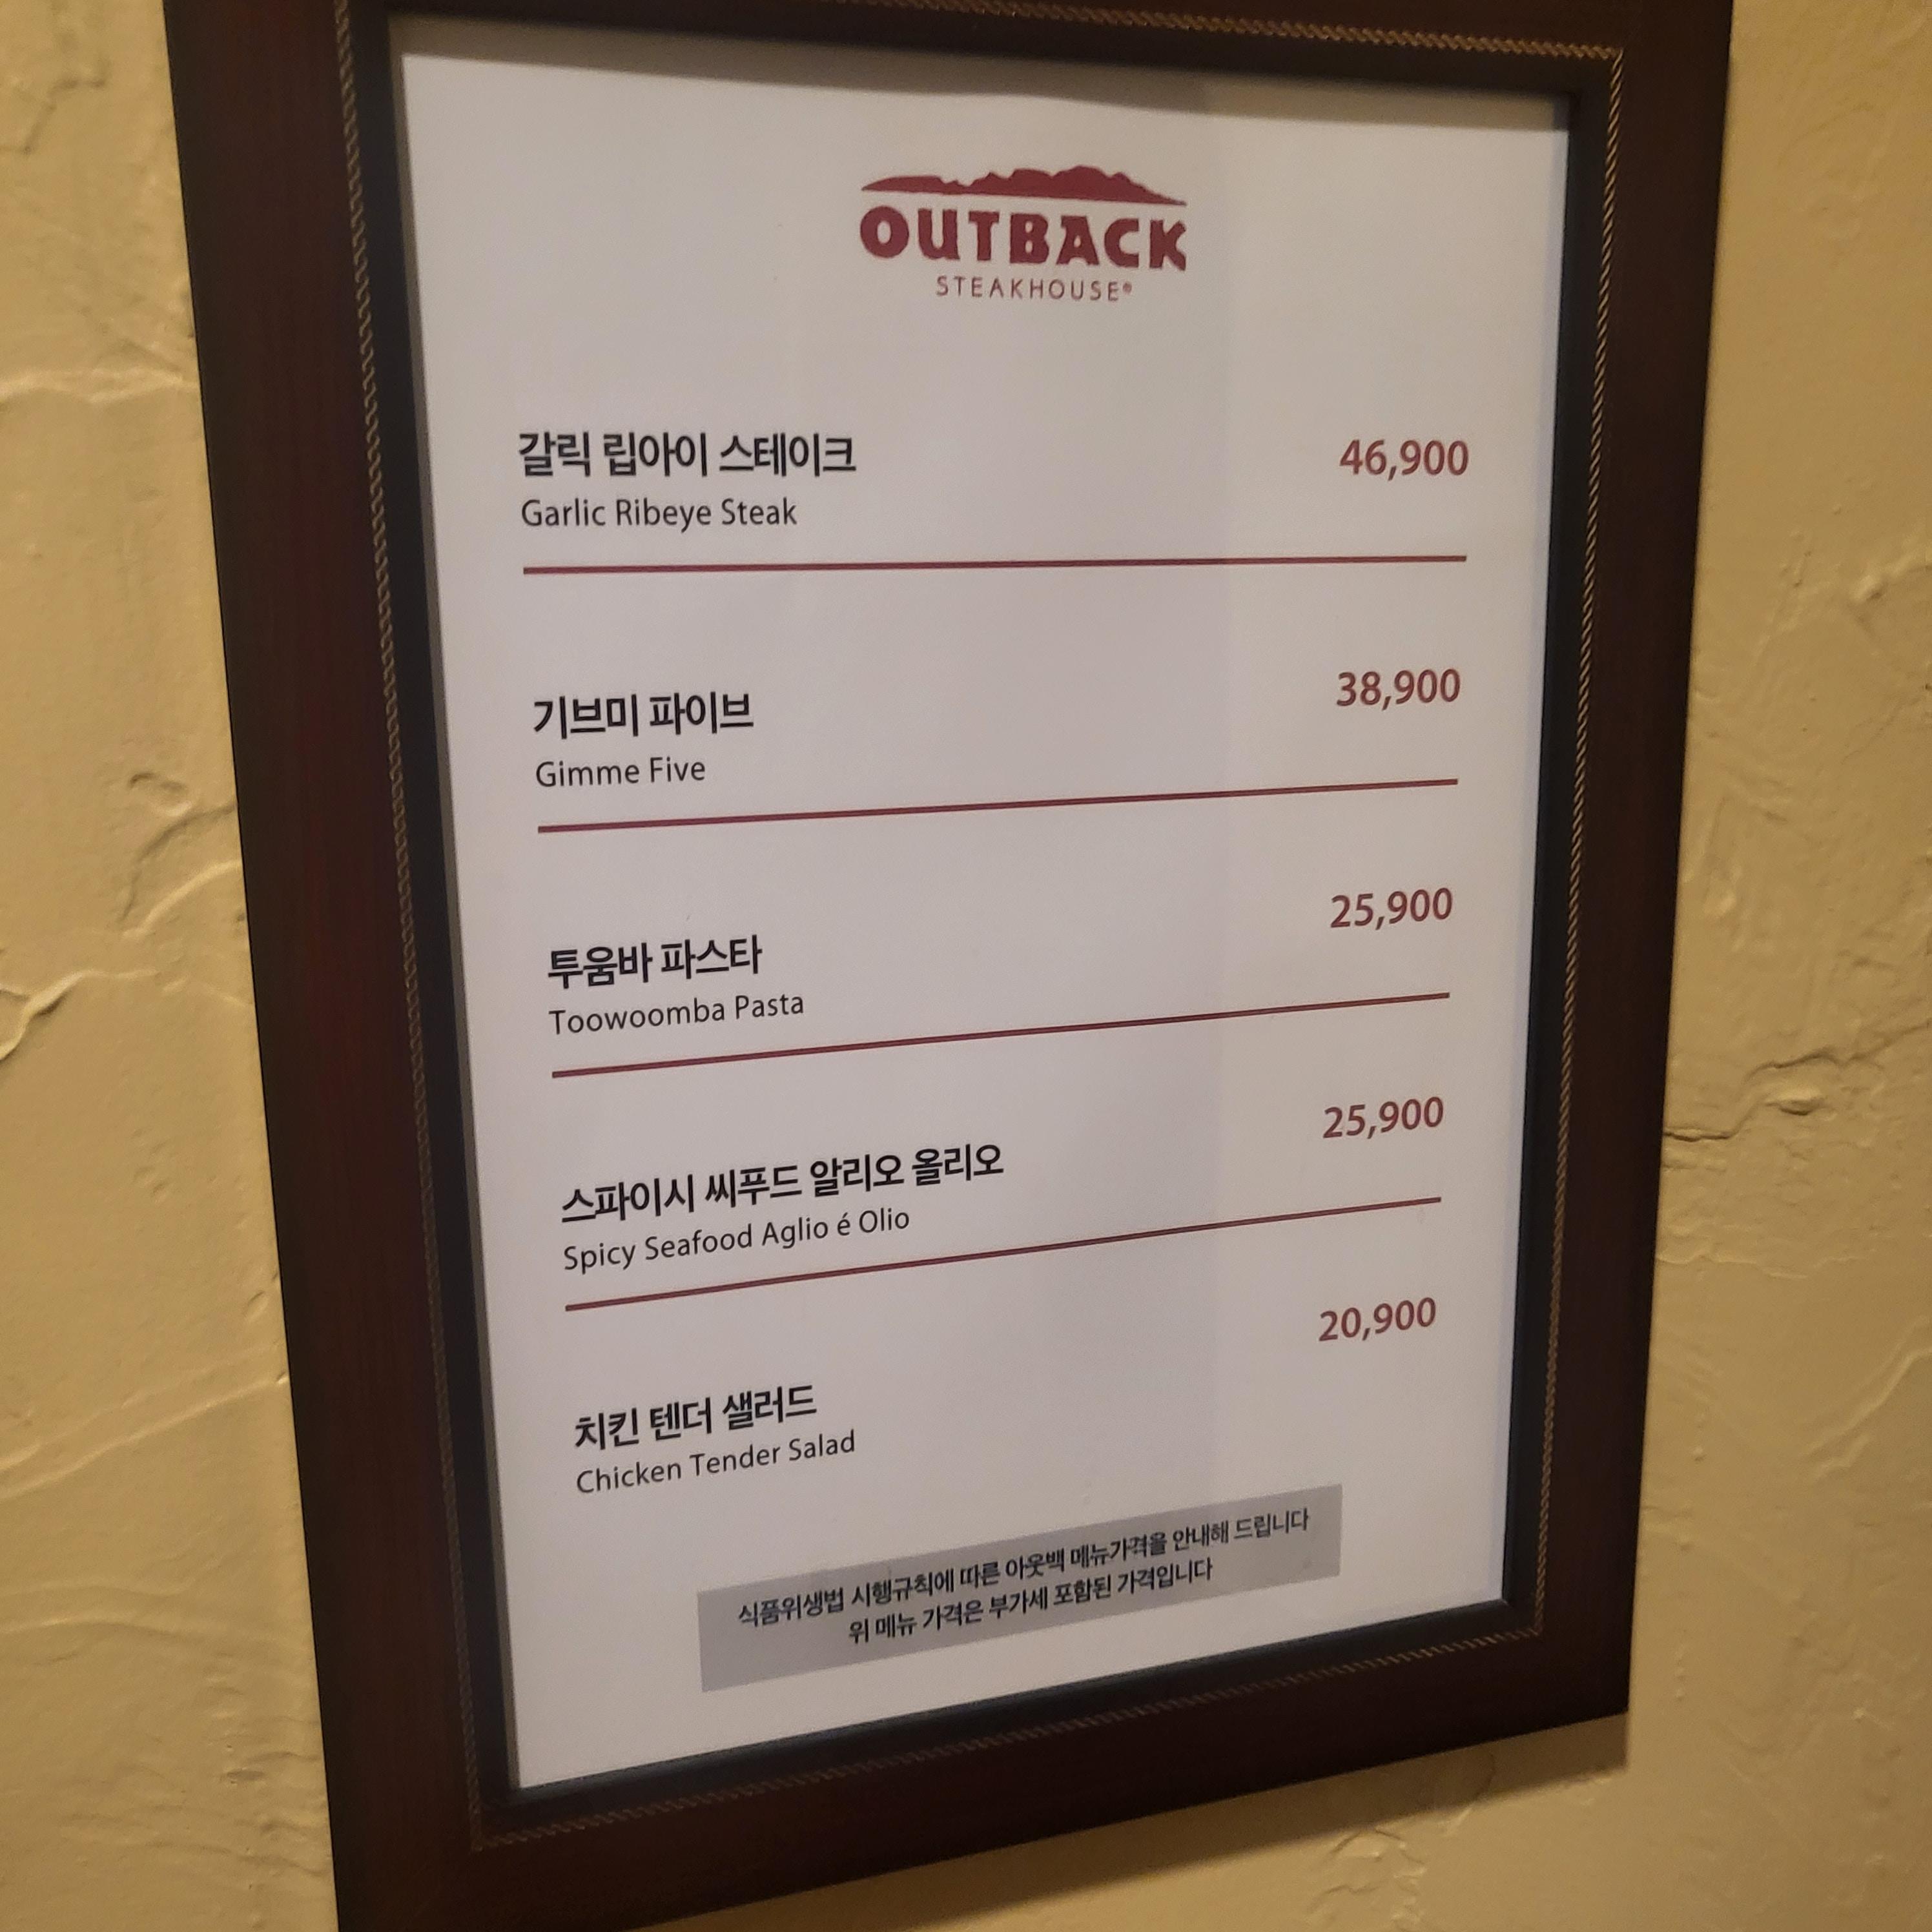 OUTBACK
STEAKHOUSE®
갈릭 립아이 스테이크 46,900
Garlic Ribeye Steak
기브미 파이브 38,900
Gimme Five
투움바 파스타 25,900
Toowoomba Pasta
스파이시 씨푸드 알리오 올리오 25,900
Spicy Seafood Aglio é Olio
치킨 텐더 샐러드 20,900
Chicken Tender Salad
식품위생법 시행규칙에 따른 아웃백 메뉴가격을 안내해 드립니다
위 메뉴 가격은 부가세 포함된 가격입니다